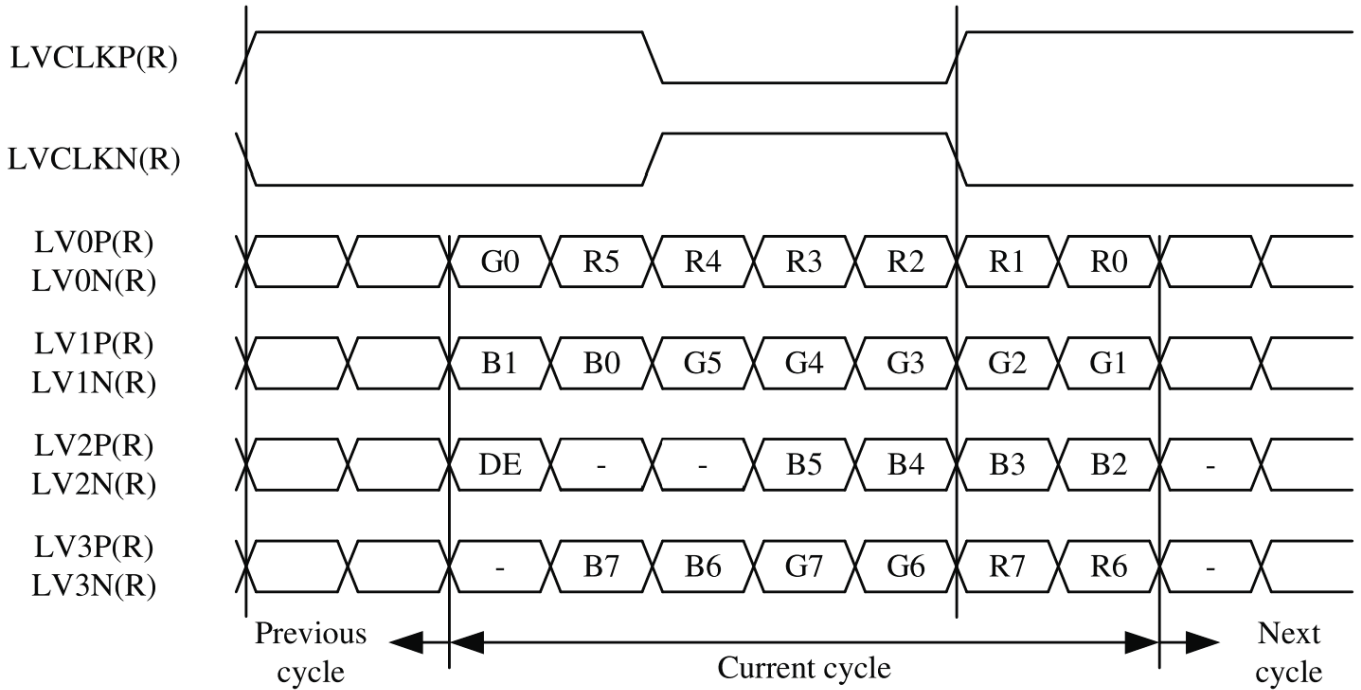 LVCLKP(R)
LVCLKN(R)
LV0P(R)
LV0N(R)
G0 R5 R4 R3 R2 R1 R0
LV1P(R)
LV1N(R)
B1 B0 G5 G4 G3 G2 G1
LV2P(R)
LV2N(R)
DE - - B5 B4 B3 B2 -
LV3P(R)
LV3N(R)
- B7 B6 G7 G6 R7 R6 -
Previous
cycle
Current cycle
Next
cycle